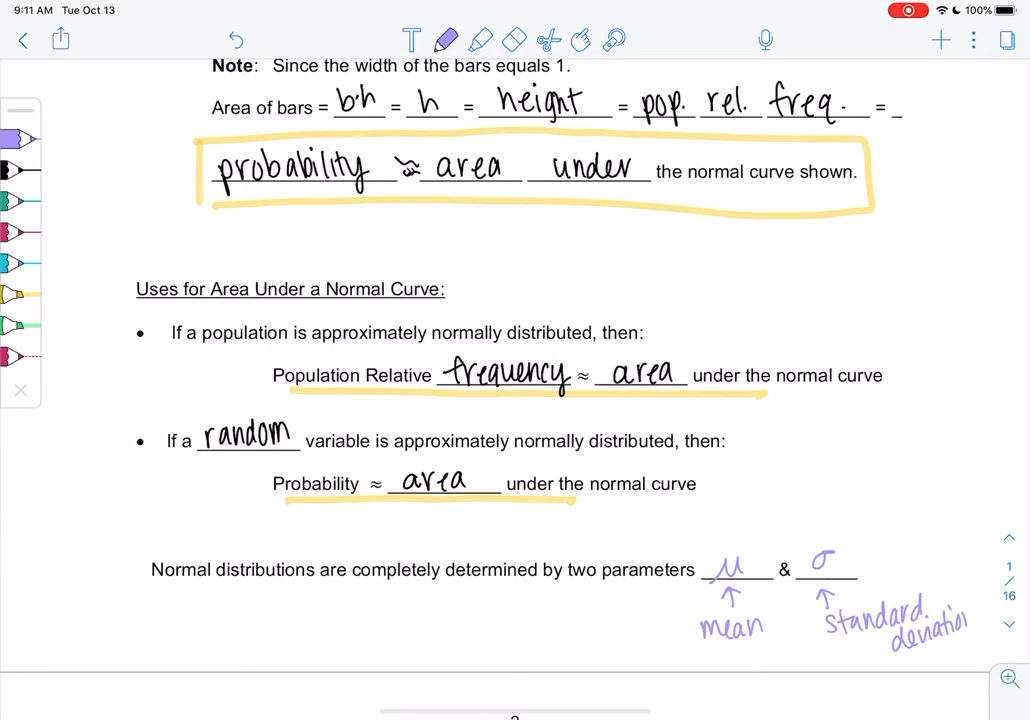 9:11 AM Tue Oct 13
100%
T
Note: Since the width of the bars equals 1.
Area of bars = b·h = h = height = pop. rel. freq. = _
probability ≈ area under the normal curve shown.
Uses for Area Under a Normal Curve:
• If a population is approximately normally distributed, then:
Population Relative frequency ≈ area under the normal curve
• If a random variable is approximately normally distributed, then:
Probability ≈ area under the normal curve
Normal distributions are completely determined by two parameters μ & σ
mean standard.
deviation
1
/
16